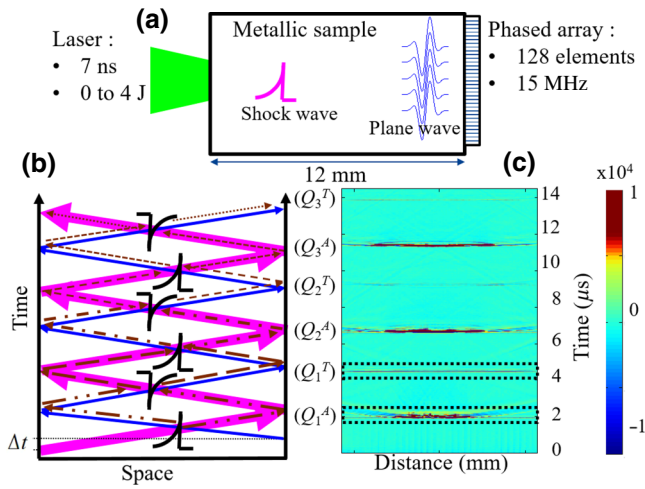 (a)
Laser :
• 7 ns
• 0 to 4 J
Metallic sample
Shock wave
Plane wave
Phased array :
• 128 elements
• 15 MHz
12 mm
(b)
Time
Δt
Space
(Q₃ᵀ)
(Q₃ᴬ)
(Q₂ᵀ)
(Q₂ᴬ)
(Q₁ᵀ)
(Q₁ᴬ)
(c)
14
12
10
8
6
4
2
0
Time (μs)
Distance (mm)
x10⁴
1
0
−1